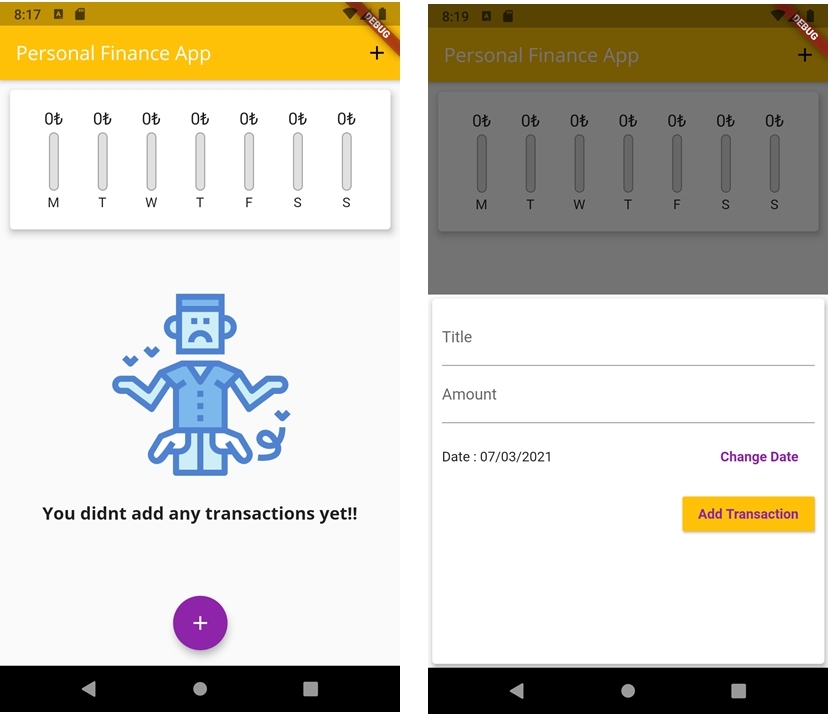 8:17
DEBUG
Personal Finance App
0₺ 0₺ 0₺ 0₺ 0₺ 0₺ 0₺
M T W T F S S
You didnt add any transactions yet!!
8:19
DEBUG
Personal Finance App
0₺ 0₺ 0₺ 0₺ 0₺ 0₺ 0₺
M T W T F S S
Title
Amount
Date : 07/03/2021 Change Date
Add Transaction